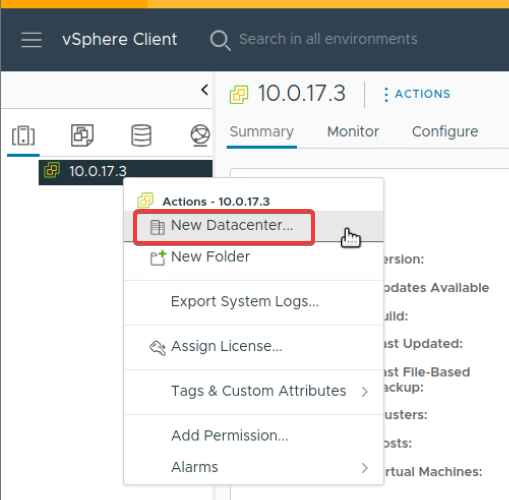 vSphere Client
Search in all environments
10.0.17.3
ACTIONS
Summary
Monitor
Configure
10.0.17.3
Actions - 10.0.17.3
New Datacenter...
New Folder
Export System Logs...
Assign License...
Tags & Custom Attributes
Add Permission...
Alarms
ersion:
pdates Available
uild:
ast Updated:
ast File-Based
ackup:
usters:
osts:
irtual Machines: